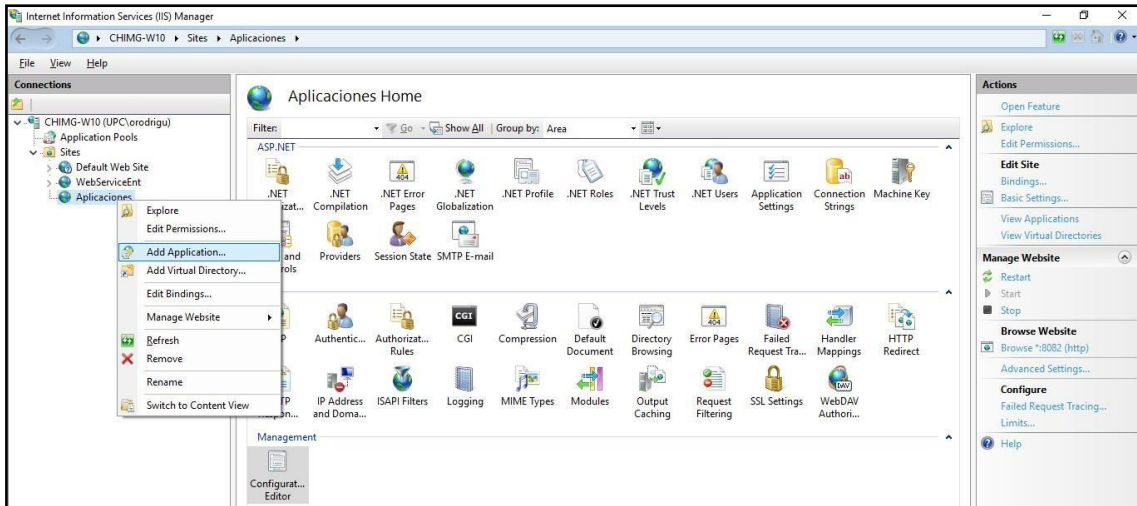 Internet Information Services (IIS) Manager
CHIMG-W10 Sites Aplicaciones
File View Help
Connections
CHIMG-W10 (UPC\orodrigu)
Application Pools
Sites
Default Web Site
WebServiceEnt
Aplicaciones
Explore
Edit Permissions...
Add Application...
Add Virtual Directory...
Edit Bindings...
Manage Website
Refresh
Remove
Rename
Switch to Content View
Aplicaciones Home
Filter: Go Show All Group by: Area
ASP.NET
.NET .NET .NET Error .NET .NET Profile .NET Roles .NET Trust .NET Users Application Connection Machine Key
izat... Compilation Pages Globalization Levels Settings Strings
and Providers Session State SMTP E-mail
rols
P Authentic... Authorizat... CGI Compression Default Directory Error Pages Failed Handler HTTP
Rules Document Browsing Request Tra... Mappings Redirect
TP IP Address ISAPI Filters Logging MIME Types Modules Output Request SSL Settings WebDAV
pon... and Doma... Caching Filtering Authori...
Management
Configurat...
Editor
Actions
Open Feature
Explore
Edit Permissions...
Edit Site
Bindings...
Basic Settings...
View Applications
View Virtual Directories
Manage Website
Restart
Start
Stop
Browse Website
Browse *:8082 (http)
Advanced Settings...
Configure
Failed Request Tracing...
Limits...
Help